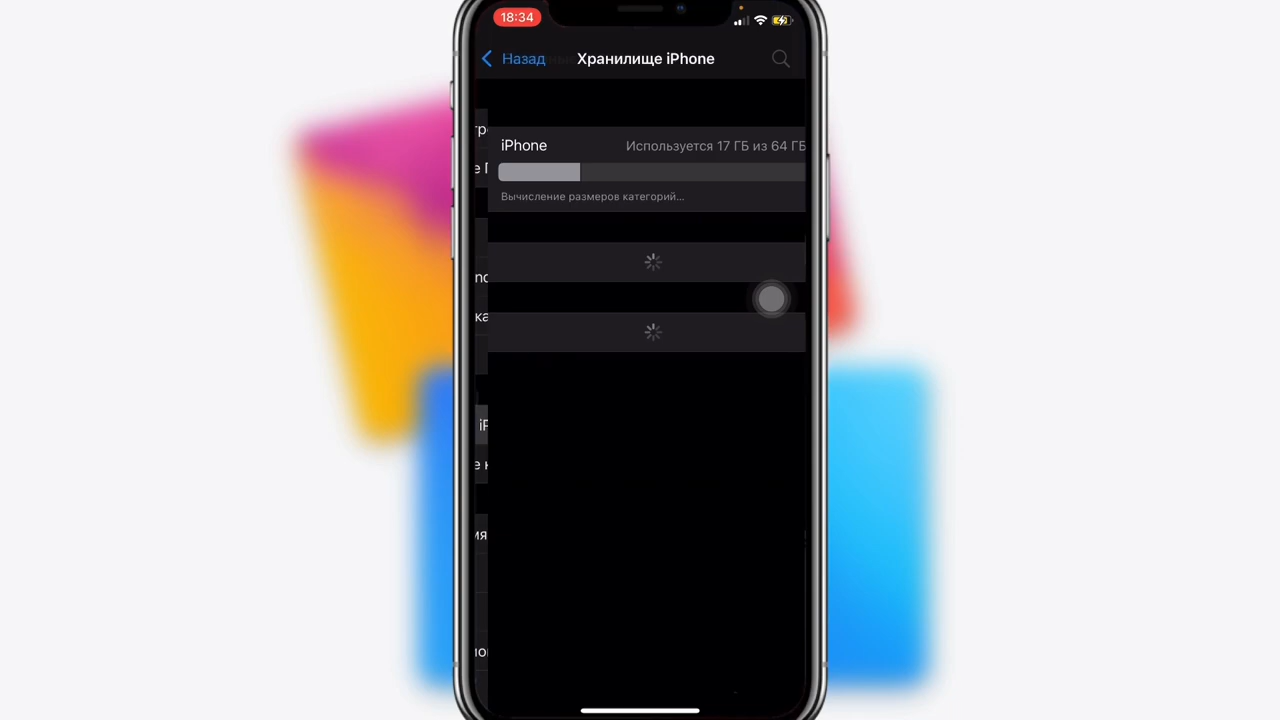 18:34
Назад
Хранилище iPhone
iPhone
Используется 17 ГБ из 64 ГБ
Вычисление размеров категорий...